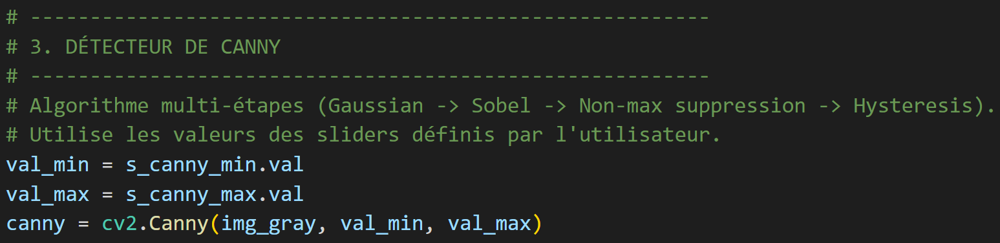 # ---------------------------------------------------------
# 3. DÉTECTEUR DE CANNY
# ---------------------------------------------------------
# Algorithme multi-étapes (Gaussian -> Sobel -> Non-max suppression -> Hysteresis).
# Utilise les valeurs des sliders définis par l'utilisateur.
val_min = s_canny_min.val
val_max = s_canny_max.val
canny = cv2.Canny(img_gray, val_min, val_max)